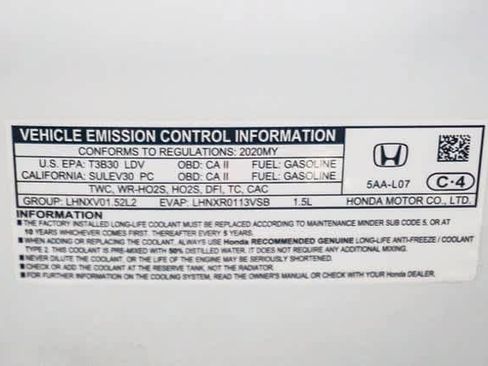 VEHICLE EMISSION CONTROL INFORMATION
CONFORMS TO REGULATIONS: 2020MY
U.S. EPA: T3B30 LDV OBD: CA II FUEL: GASOLINE
CALIFORNIA: SULEV30 PC OBD: CA II FUEL: GASOLINE
TWC, WR-HO2S, HO2S, DFI, TC, CAC
GROUP: LHNXV01.52L2 EVAP: LHNXR0113VSB 1.5L
5AA-L07 C·4
HONDA MOTOR CO., LTD.
INFORMATION
■ THE FACTORY INSTALLED LONG-LIFE COOLANT MUST BE REPLACED ACCORDING TO MAINTENANCE MINDER SUB CODE 5, OR AT
10 YEARS WHICHEVER COMES FIRST. THEREAFTER EVERY 5 YEARS.
■ WHEN ADDING OR REPLACING THE COOLANT, ALWAYS USE Honda RECOMMENDED GENUINE LONG-LIFE ANTI-FREEZE / COOLANT
TYPE 2. THIS COOLANT IS PRE-MIXED WITH 50% DISTILLED WATER. IT DOES NOT REQUIRE ANY ADDITIONAL MIXING.
■ NEVER DILUTE THE COOLANT, OR THE LIFE OF THE ENGINE MAY BE SERIOUSLY SHORTENED.
■ CHECK OR ADD THE COOLANT AT THE RESERVE TANK, NOT THE RADIATOR.
■ FOR FURTHER INFORMATION ON THE COOLING SYSTEM, READ THE OWNER'S MANUAL OR CHECK WITH YOUR Honda DEALER.